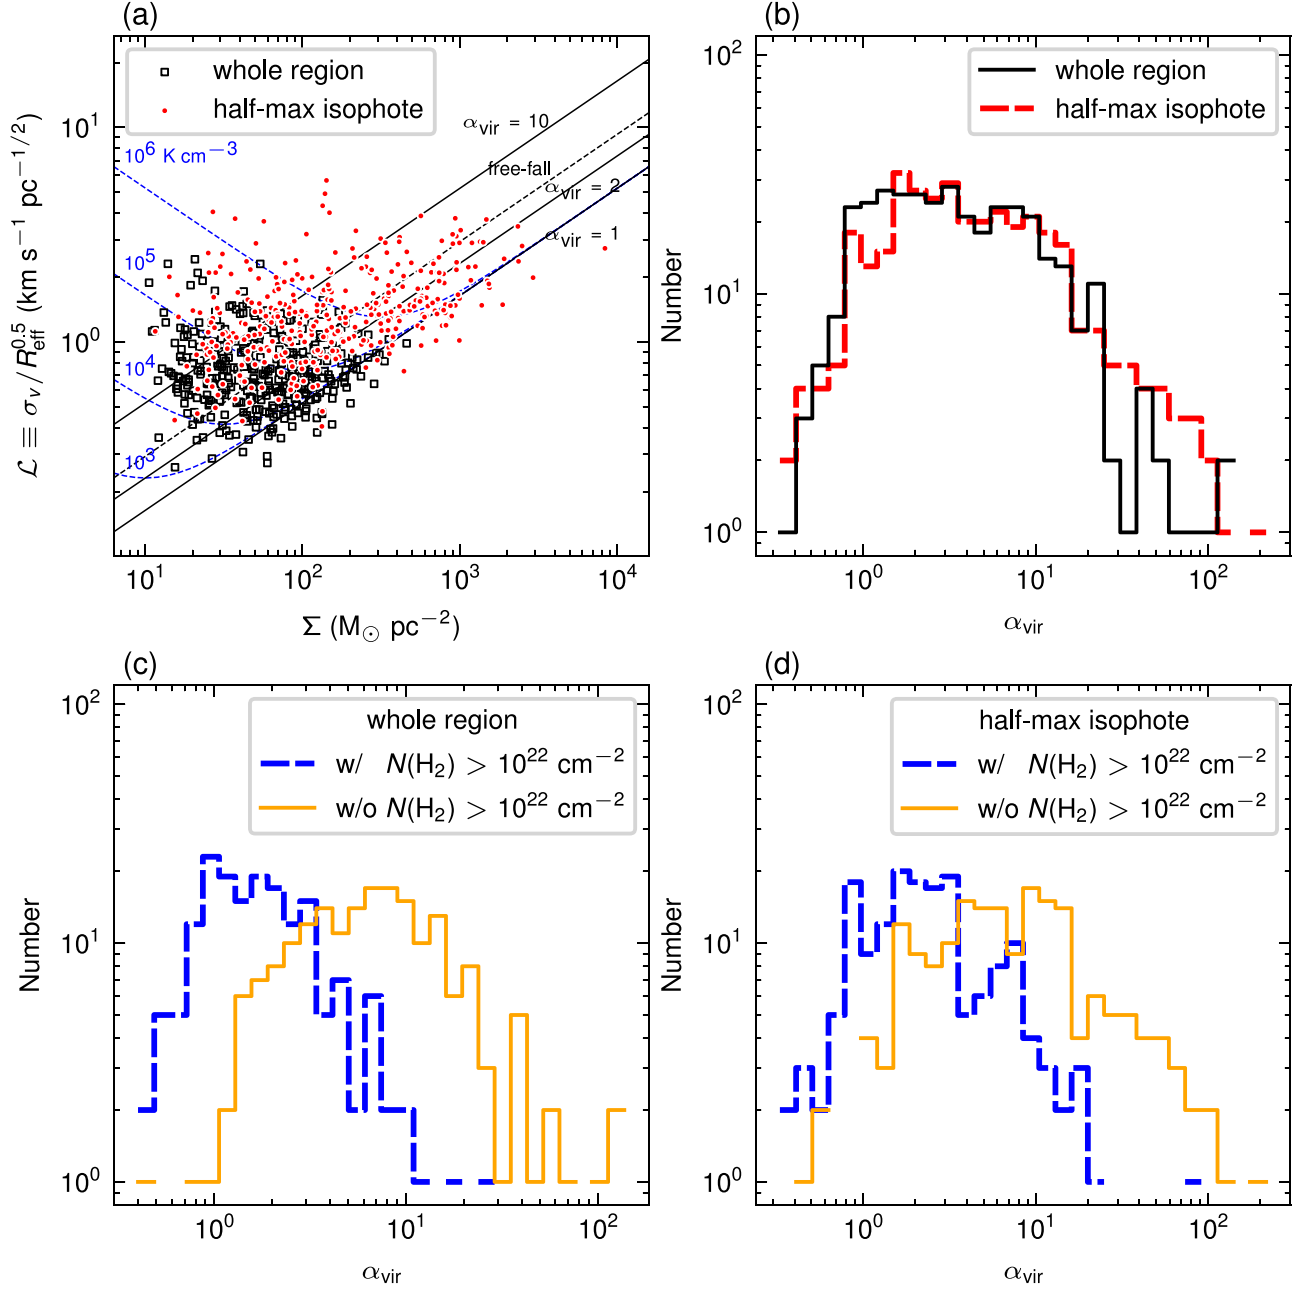 (a)
whole region
half-max isophote
α_vir = 10
free-fall
α_vir = 2
α_vir = 1
10^6 K cm^−3
10^5
10^4
10^3
10^1
10^0
ℒ ≡ σ_v/R_eff^0.5 (km s^−1 pc^−1/2)
10^1 10^2 10^3 10^4
Σ (M_⊙ pc^−2)
(b)
whole region
half-max isophote
10^2
10^1
10^0
Number
10^0 10^1 10^2
α_vir
(c)
whole region
w/ N(H_2) > 10^22 cm^−2
w/o N(H_2) > 10^22 cm^−2
10^2
10^1
10^0
Number
10^0 10^1 10^2
α_vir
(d)
half-max isophote
w/ N(H_2) > 10^22 cm^−2
w/o N(H_2) > 10^22 cm^−2
10^2
10^1
10^0
Number
10^0 10^1 10^2
α_vir